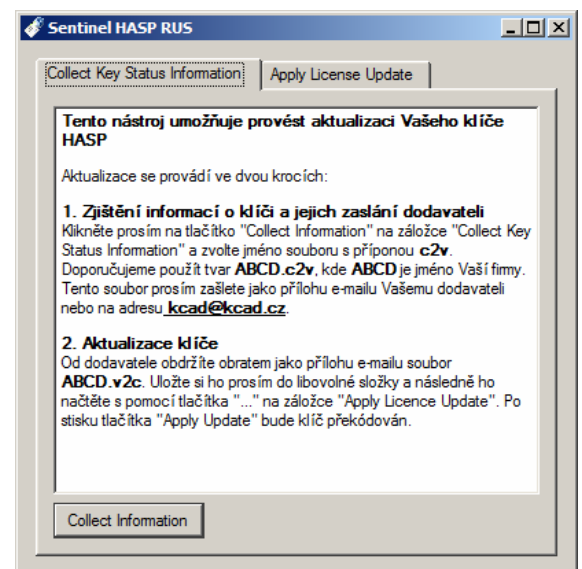 Sentinel HASP RUS
Collect Key Status Information
Apply License Update
Tento nástroj umožňuje provést aktualizaci Vašeho klíče
HASP
Aktualizace se provádí ve dvou krocích:
1. Zjištění informací o klíči a jejich zaslání dodavateli
Klikněte prosím na tlačítko "Collect Information" na záložce "Collect Key
Status Information" a zvolte jméno souboru s příponou c2v.
Doporučujeme použít tvar ABCD.c2v, kde ABCD je jméno Vaší firmy.
Tento soubor prosím zašlete jako přílohu e-mailu Vašemu dodavateli
nebo na adresu kcad@kcad.cz.
2. Aktualizace klíče
Od dodavatele obdržíte obratem jako přílohu e-mailu soubor
ABCD.v2c. Uložte si ho prosím do libovolné složky a následně ho
načtěte s pomocí tlačítka "..." na záložce "Apply Licence Update". Po
stisku tlačítka "Apply Update" bude klíč překódován.
Collect Information